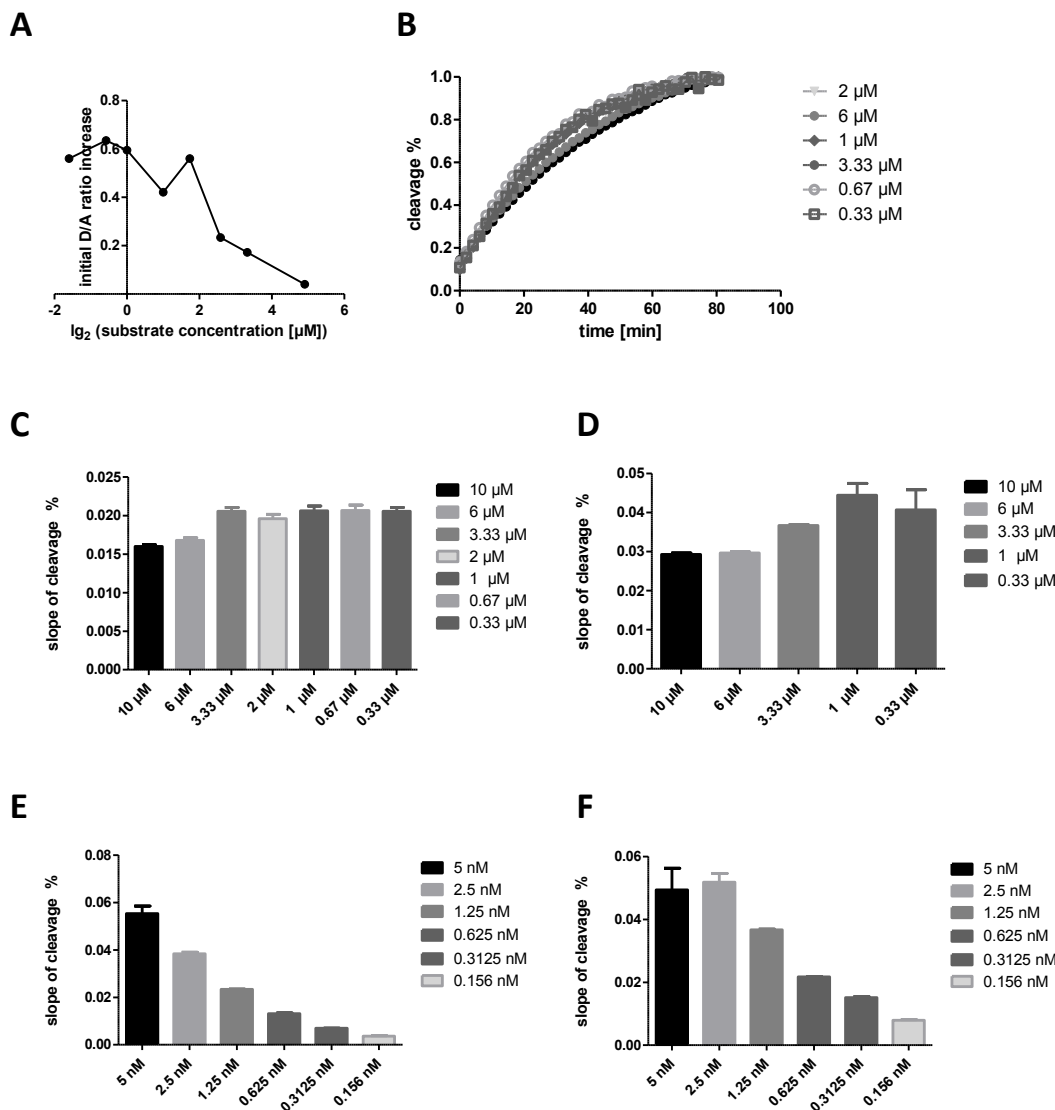 A
initial D/A ratio increase
0.8
0.6
0.4
0.2
-2
0
2
4
6
lg2 (substrate concentration [µM])
B
cleavage %
1.0
0.8
0.6
0.4
0.2
0.0
0
20
40
60
80
100
time [min]
2 µM
6 µM
1 µM
3.33 µM
0.67 µM
0.33 µM
C
slope of cleavage %
0.025
0.020
0.015
0.010
0.005
0.000
10 µM
6 µM
3.33 µM
2 µM
1 µM
0.67 µM
0.33 µM
10 µM
6 µM
3.33 µM
2 µM
1 µM
0.67 µM
0.33 µM
D
slope of cleavage %
0.05
0.04
0.03
0.02
0.01
0.00
10 µM
6 µM
3.33 µM
1 µM
0.33 µM
10 µM
6 µM
3.33 µM
1 µM
0.33 µM
E
slope of cleavage %
0.08
0.06
0.04
0.02
0.00
5 nM
2.5 nM
1.25 nM
0.625 nM
0.3125 nM
0.156 nM
5 nM
2.5 nM
1.25 nM
0.625 nM
0.3125 nM
0.156 nM
F
slope of cleavage %
0.06
0.04
0.02
0.00
5 nM
2.5 nM
1.25 nM
0.625 nM
0.3125 nM
0.156 nM
5 nM
2.5 nM
1.25 nM
0.625 nM
0.3125 nM
0.156 nM